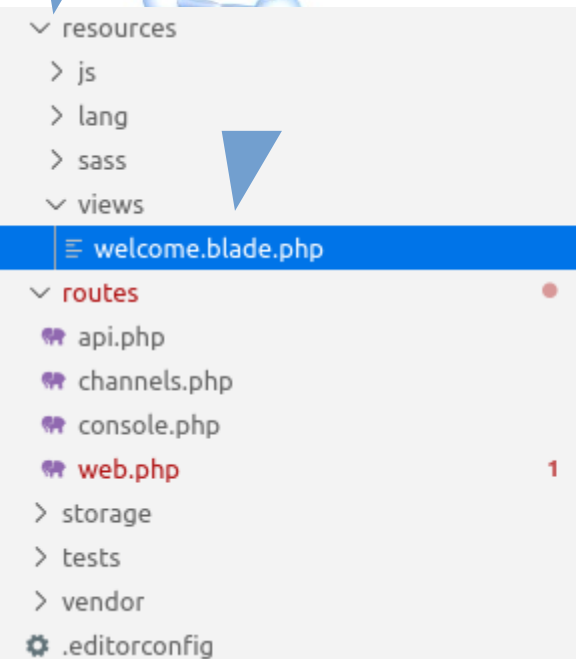 resources
js
lang
sass
views
welcome.blade.php
routes
api.php
channels.php
console.php
web.php 1
storage
tests
vendor
.editorconfig